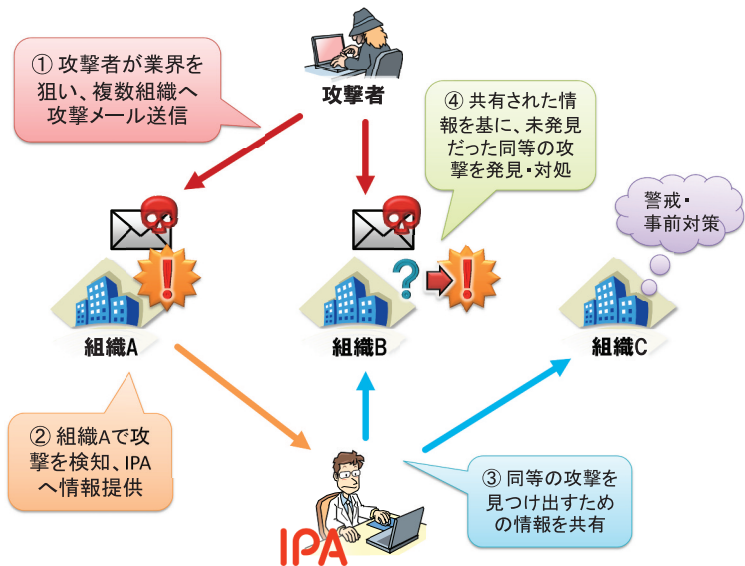 ① 攻撃者が業界を
狙い、複数組織へ
攻撃メール送信
攻撃者
④ 共有された情
報を基に、未発見
だった同等の攻
撃を発見・対処
警戒・
事前対策
!
?
!
組織A
組織B
組織C
② 組織Aで攻
撃を検知、IPA
へ情報提供
③ 同等の攻撃を
見つけ出すため
の情報を共有
IPA